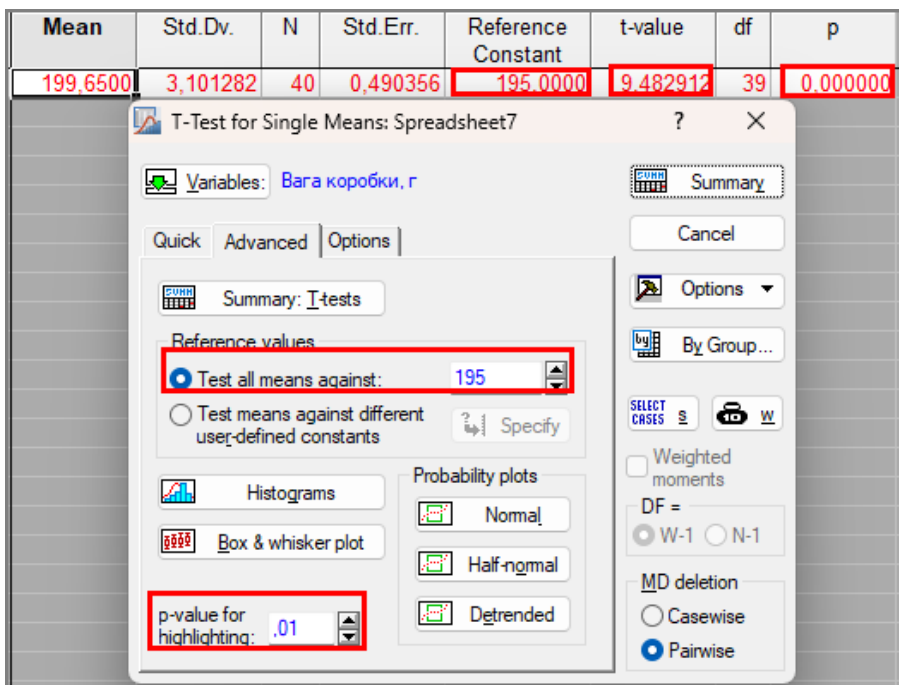 Mean Std.Dv. N Std.Err. Reference Constant t-value df p
199,6500 3,101282 40 0,490356 195,0000 9,482912 39 0,000000
T-Test for Single Means: Spreadsheet7 ? ×
Variables: Вага коробки, г
Summary
Quick Advanced Options
Cancel
Summary: T-tests
Options
Reference values
By Group...
Test all means against: 195
Test means against different user-defined constants
Specify
SELECT CASES S W
Weighted moments
Histograms
Probability plots
Normal
DF =
W-1 N-1
Box & whisker plot
Half-normal
MD deletion
p-value for highlighting: ,01
Detrended
Casewise
Pairwise